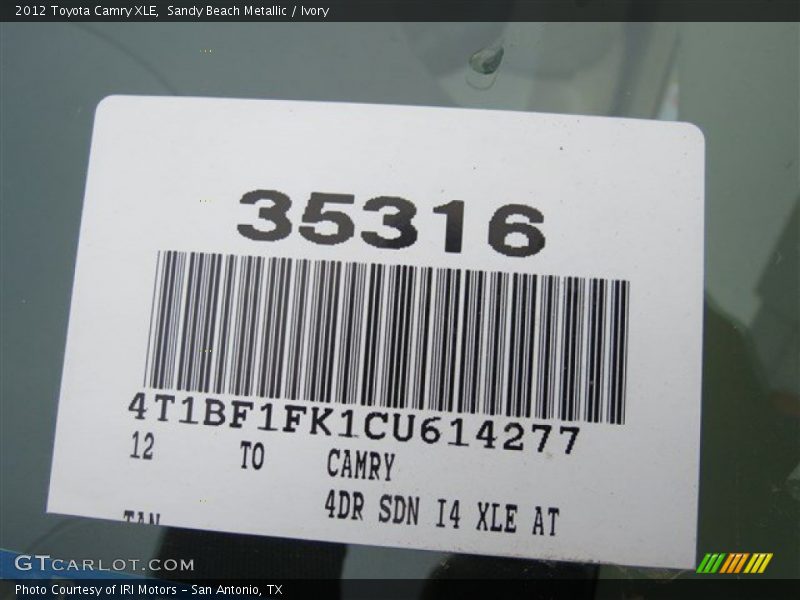 2012 Toyota Camry XLE,  Sandy Beach Metallic / Ivory
35316
4T1BF1FK1CU614277
12 TO CAMRY
4DR SDN I4 XLE AT
TAN
GTCARLOT.COM
Photo Courtesy of IRI Motors - San Antonio, TX